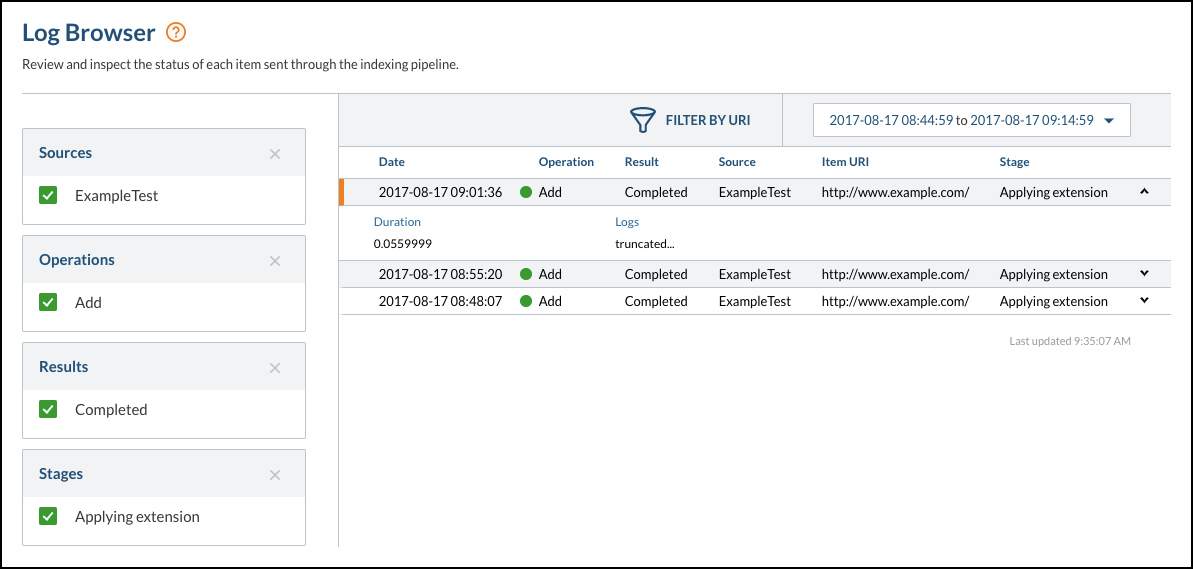 Log Browser ?
Review and inspect the status of each item sent through the indexing pipeline.
Sources
ExampleTest
Operations
Add
Results
Completed
Stages
Applying extension
FILTER BY URI
2017-08-17 08:44:59 to 2017-08-17 09:14:59
Date Operation Result Source Item URI Stage
2017-08-17 09:01:36 Add Completed ExampleTest http://www.example.com/ Applying extension
Duration Logs
0.0559999 truncated...
2017-08-17 08:55:20 Add Completed ExampleTest http://www.example.com/ Applying extension
2017-08-17 08:48:07 Add Completed ExampleTest http://www.example.com/ Applying extension
Last updated 9:35:07 AM